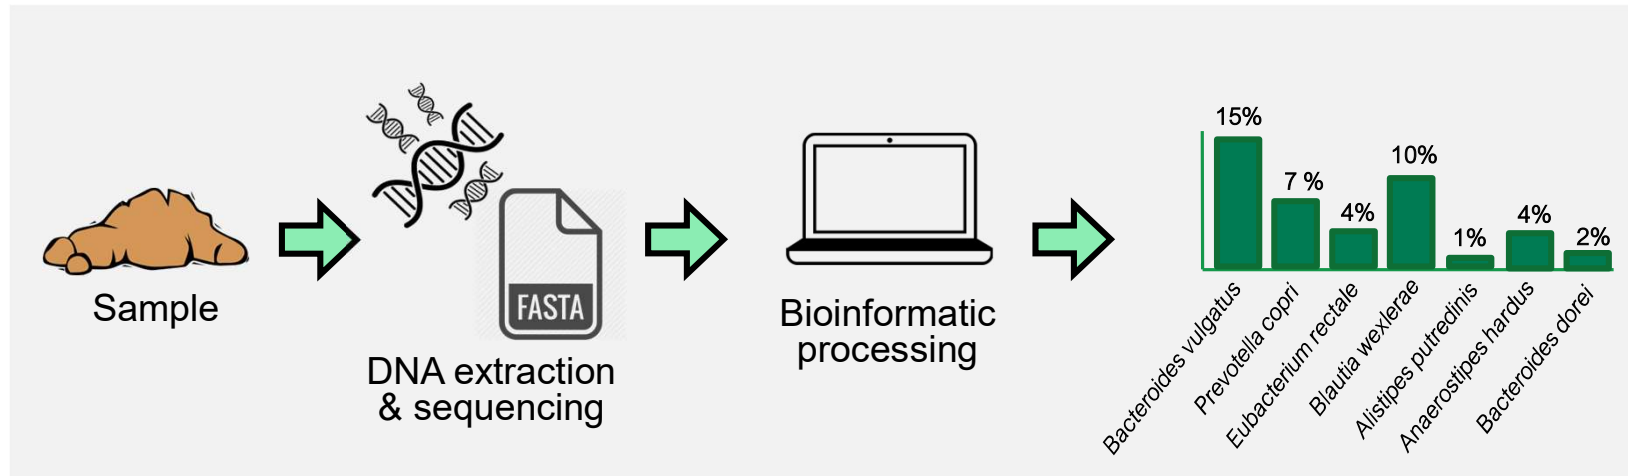 Sample
FASTA
DNA extraction
& sequencing
Bioinformatic
processing
15%
7 %
4%
10%
1%
4%
2%
Bacteroides vulgatus
Prevotella copri
Eubacterium rectale
Blautia wexlerae
Alistipes putredinis
Anaerostipes hardus
Bacteroides dorei